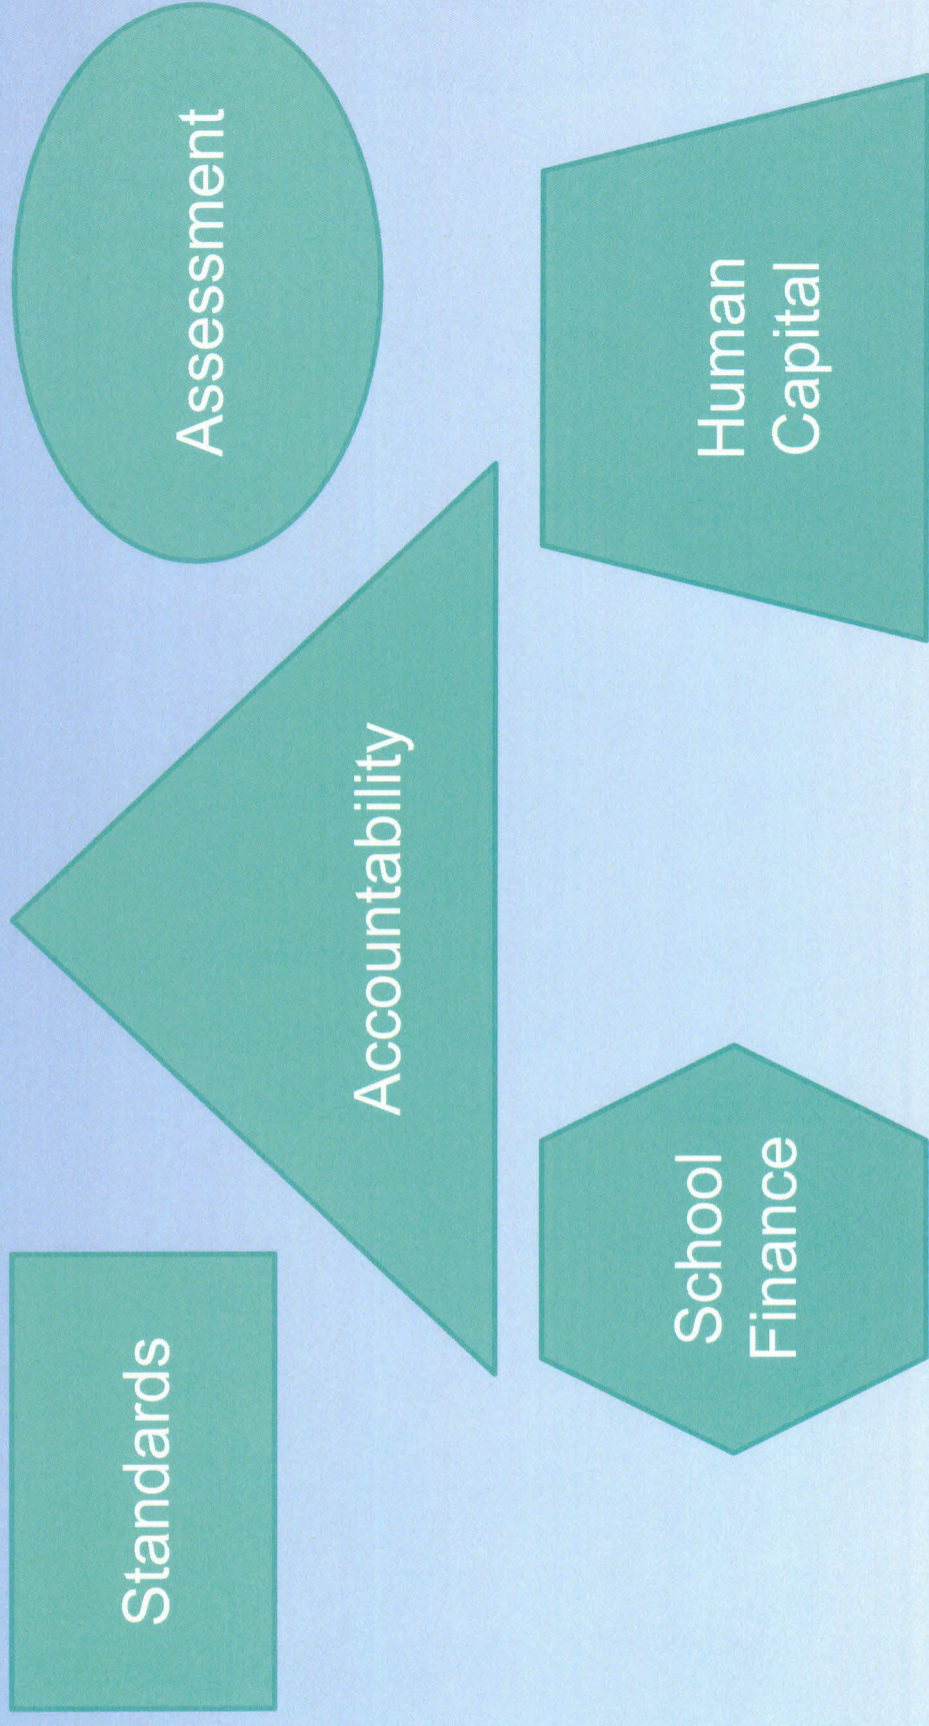 Standards
Accountability
Assessment
School
Finance
Human
Capital